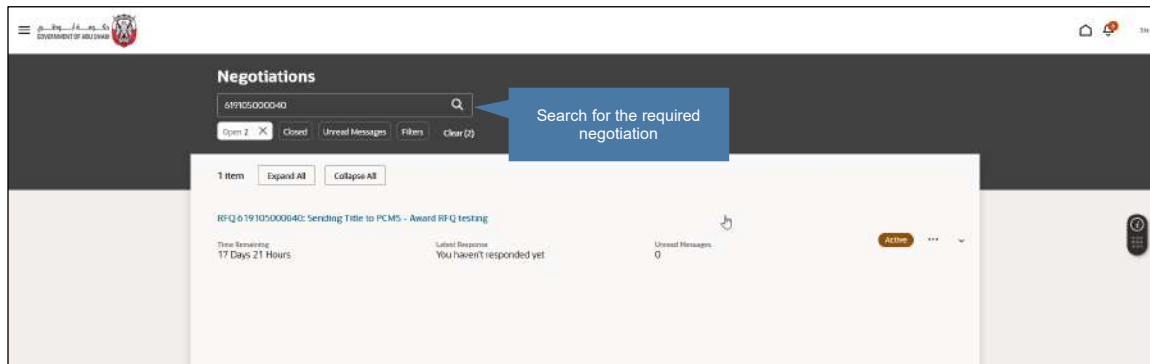 حكومة أبوظبي
GOVERNMENT OF ABU DHABI
Negotiations
619105000040
Open 2 Closed Unread Messages Filters Clear (2)
Search for the required
negotiation
1 Item Expand All Collapse All
RFQ 619105000040: Sending Title to PCMS - Award RFQ testing
Time Remaining Latest Response Unread Messages
17 Days 21 Hours You haven't responded yet 0
Active